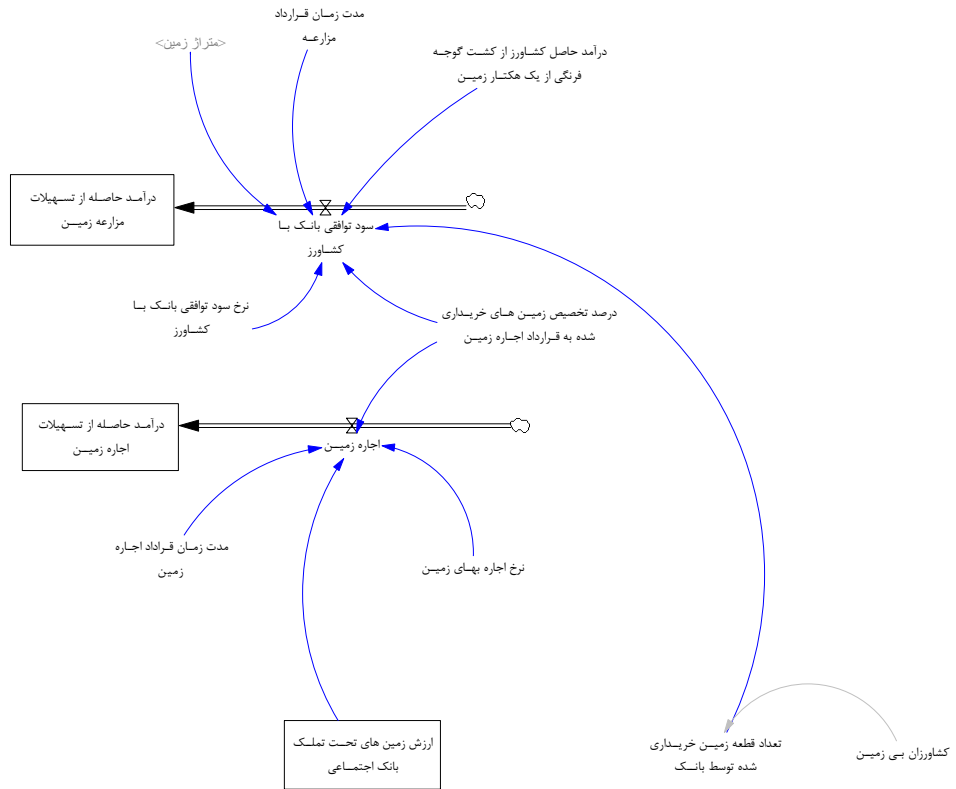 مدت زمان قرارداد
مزارعه
<متراژ زمین>
درآمد حاصل کشاورز از کشت گوجه
فرنگی از یک هکتار زمین
درآمد حاصله از تسهیلات
مزارعه زمین
سود توافقی بانک با
کشاورز
نرخ سود توافقی بانک با
کشاورز
درصد تخصیص زمین های خریداری
شده به قرارداد اجاره زمین
درآمد حاصله از تسهیلات
اجاره زمین
اجاره زمین
مدت زمان قراداد اجاره
زمین
نرخ اجاره بهای زمین
ارزش زمین های تحت تملک
بانک اجتماعی
تعداد قطعه زمین خریداری
شده توسط بانک
کشاورزان بی زمین